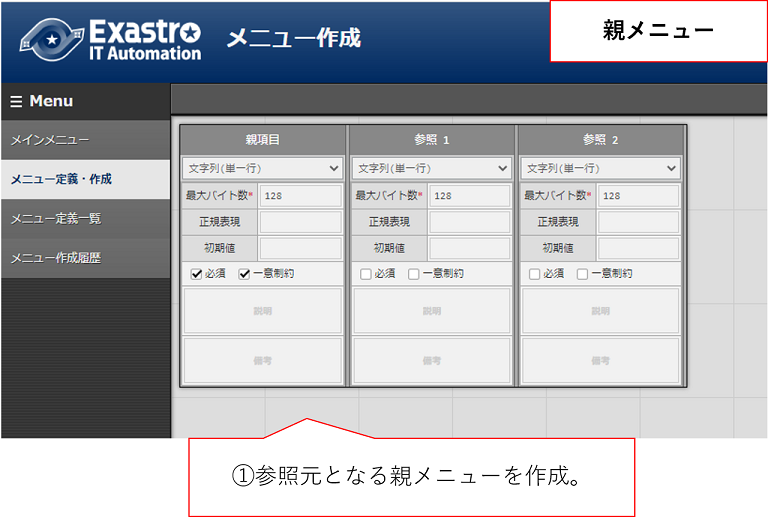 Exastro
IT Automation
メニュー作成
親メニュー
Menu
メインメニュー
メニュー定義・作成
メニュー定義一覧
メニュー作成履歴
親項目 参照 1 参照 2
文字列(単一行) 文字列(単一行) 文字列(単一行)
最大バイト数* 128 最大バイト数* 128 最大バイト数* 128
正規表現 正規表現 正規表現
初期値 初期値 初期値
必須 一意制約 必須 一意制約 必須 一意制約
説明 説明 説明
備考 備考 備考
①参照元となる親メニューを作成。